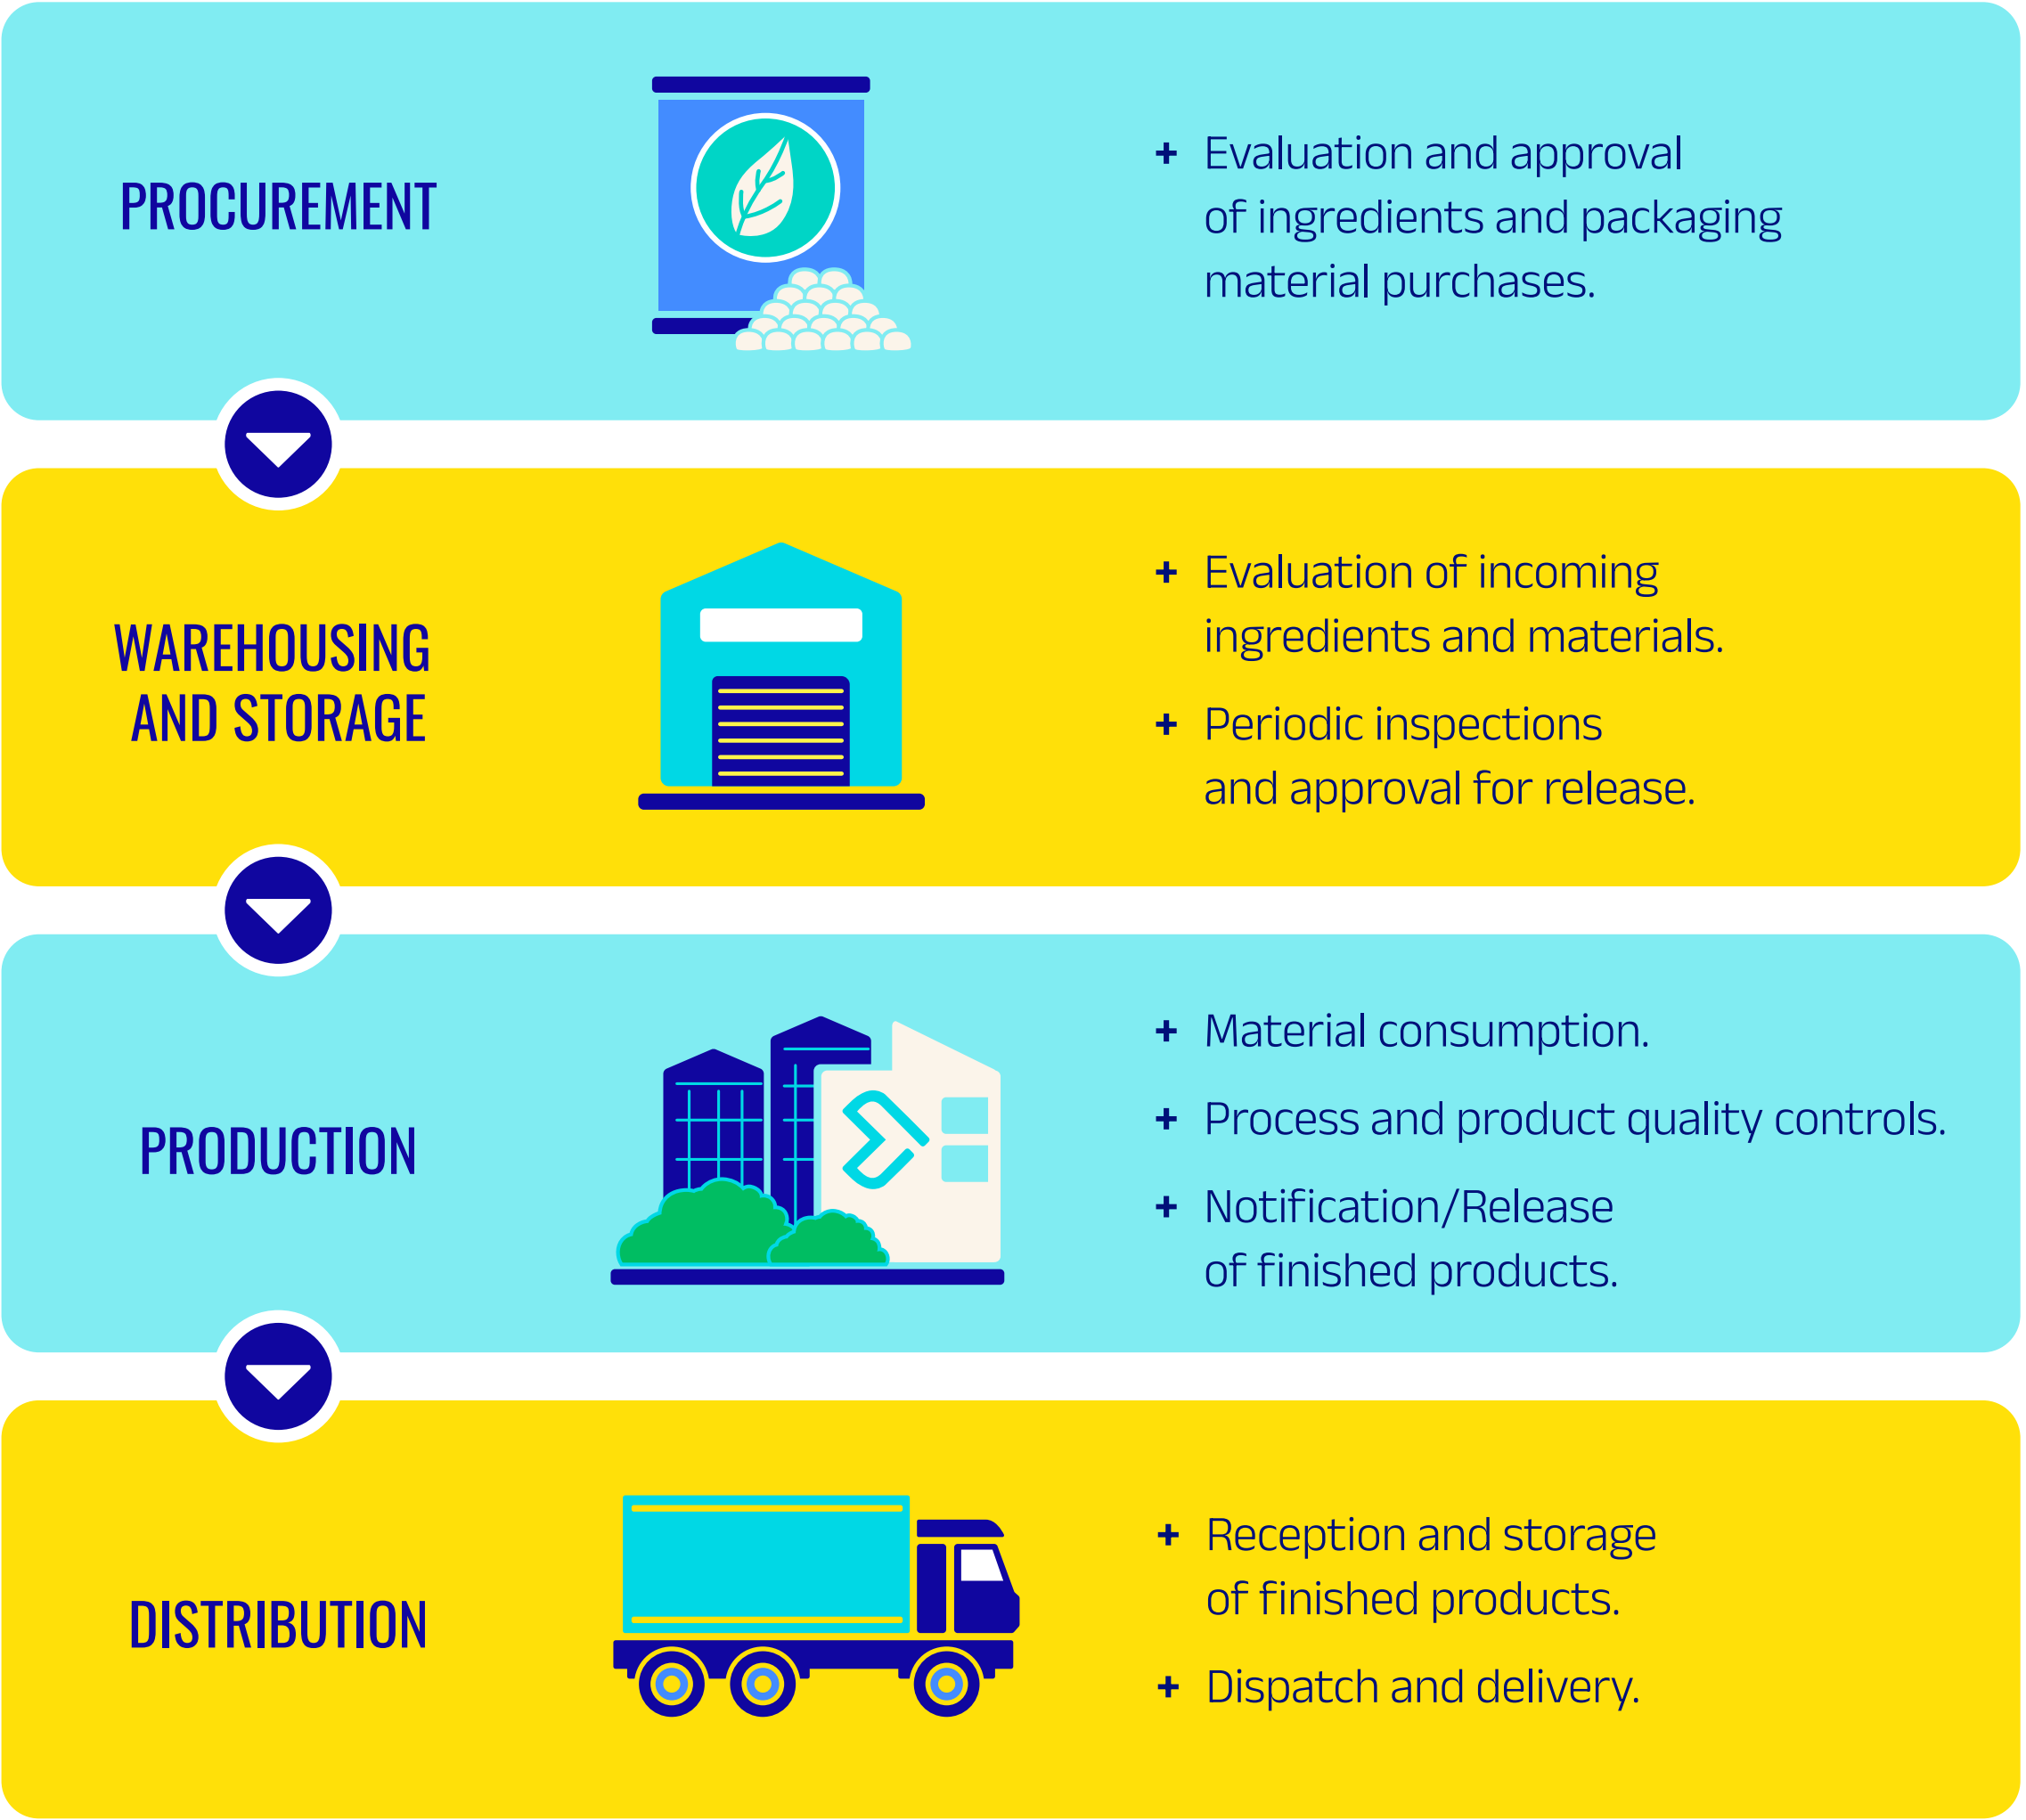 PROCUREMENT
+ Evaluation and approval
of ingredients and packaging
material purchases.
WAREHOUSING
AND STORAGE
+ Evaluation of incoming
ingredients and materials.
+ Periodic inspections
and approval for release.
PRODUCTION
+ Material consumption.
+ Process and product quality controls.
+ Notification/Release
of finished products.
DISTRIBUTION
+ Reception and storage
of finished products.
+ Dispatch and delivery.